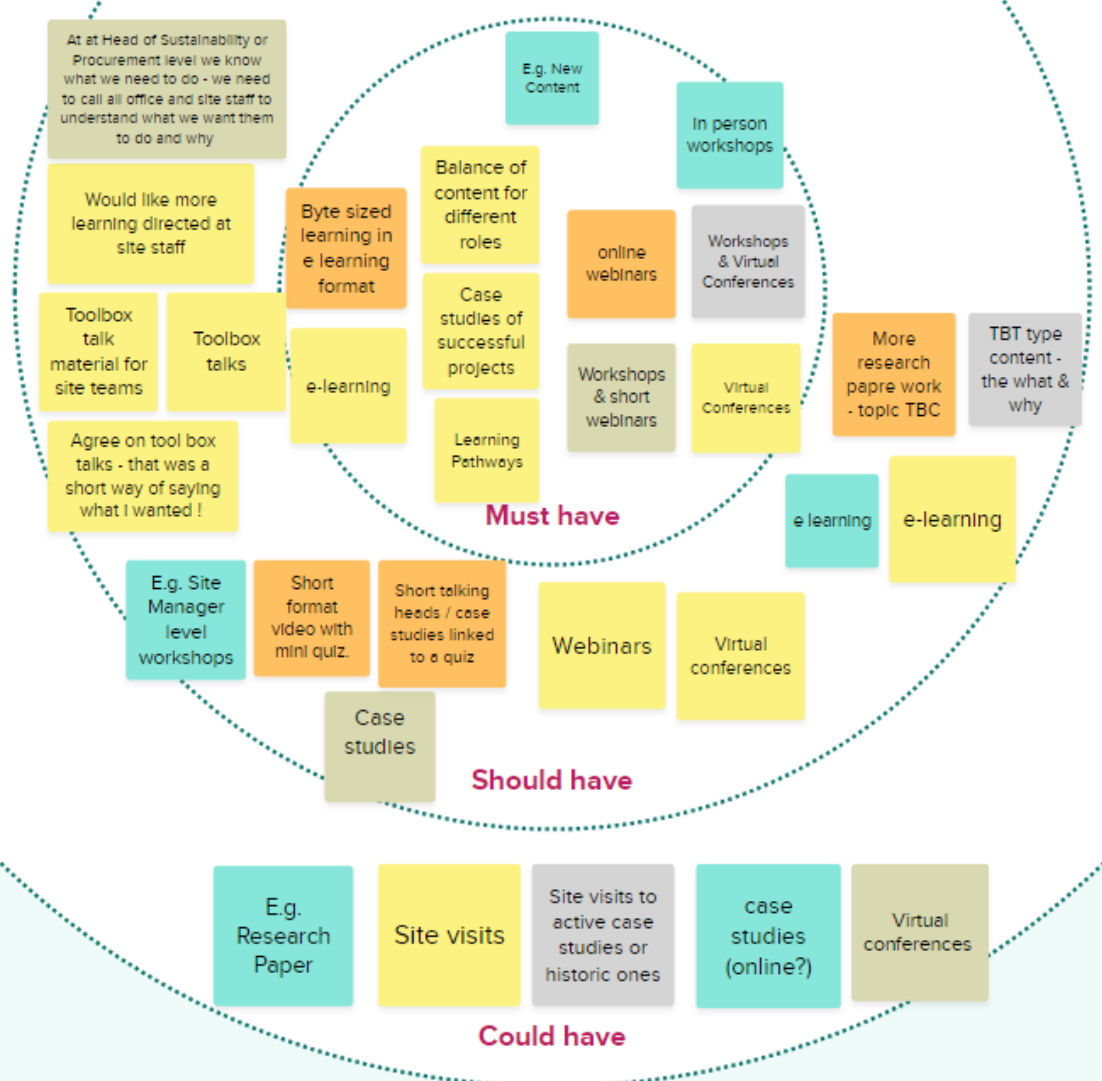 At at Head of Sustainability or
Procurement level we know
what we need to do - we need
to call all office and site staff to
understand what we want them
to do and why
Would like more
learning directed at
site staff
Toolbox
talk
material for
site teams
Toolbox
talks
Agree on tool box
talks - that was a
short way of saying
what I wanted !
E.g. New
Content
In person
workshops
Byte sized
learning in
e learning
format
Balance of
content for
different
roles
online
webinars
Workshops
& Virtual
Conferences
e-learning
Case
studies of
successful
projects
Workshops
& short
webinars
Virtual
Conferences
Learning
Pathways
Must have
More
research
papre work
- topic TBC
TBT type
content -
the what &
why
e learning
e-learning
E.g. Site
Manager
level
workshops
Short
format
video with
mini quiz.
Short talking
heads / case
studies linked
to a quiz
Webinars
Virtual
conferences
Case
studies
Should have
E.g.
Research
Paper
Site visits
Site visits to
active case
studies or
historic ones
case
studies
(online?)
Virtual
conferences
Could have